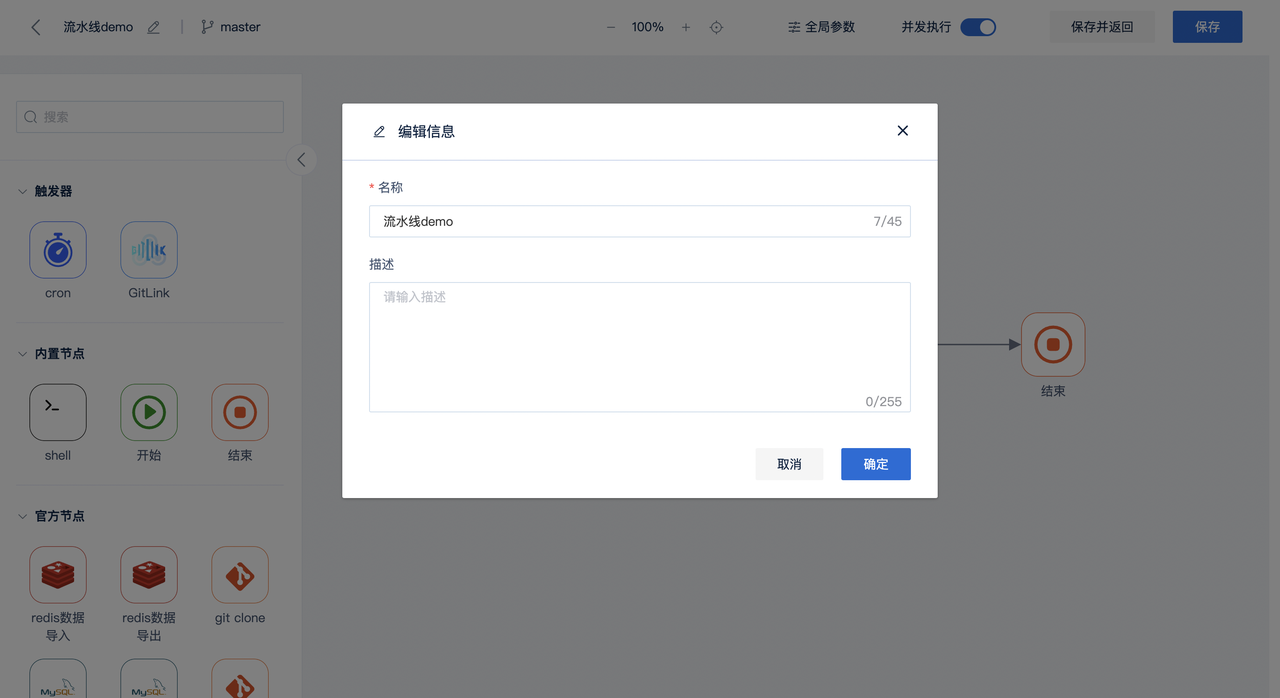 流水线demo
master
100%
全局参数
并发执行
保存并返回
保存
搜索
触发器
cron
GitLink
内置节点
shell
开始
结束
官方节点
redis数据
导入
redis数据
导出
git clone
MySQL
MySQL
编辑信息
* 名称
流水线demo
7/45
描述
请输入描述
0/255
取消
确定
结束